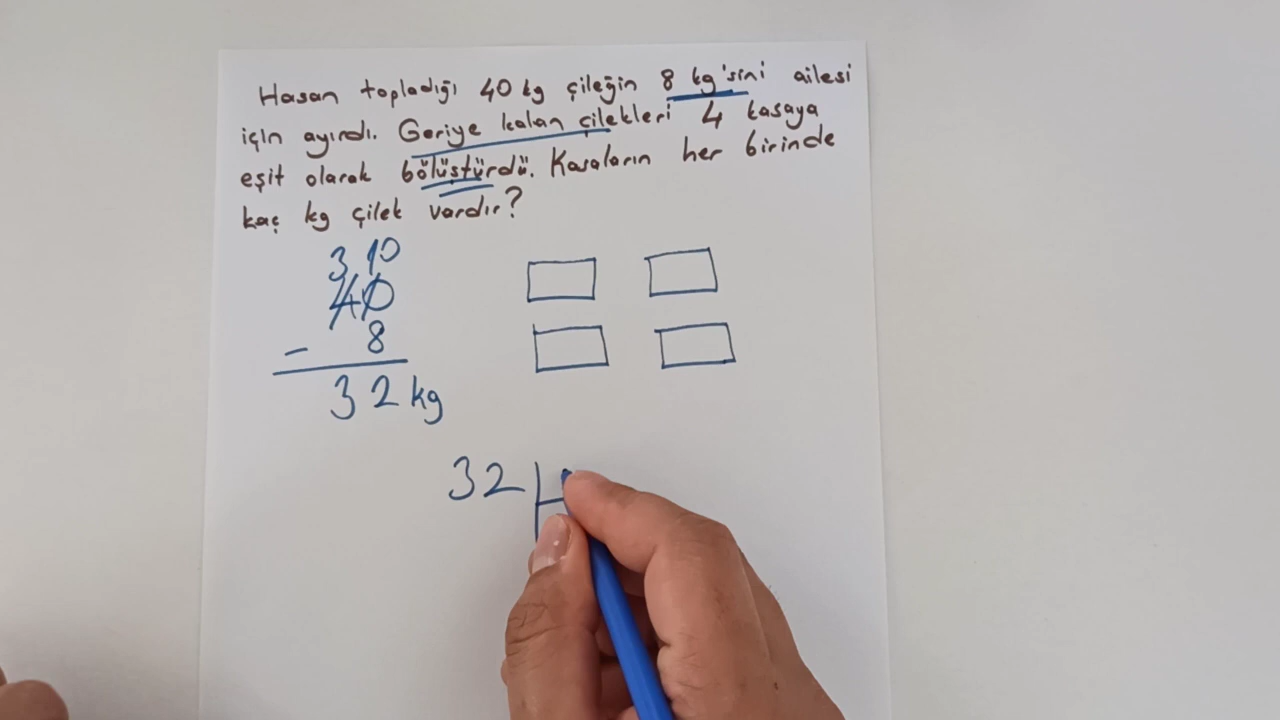 Hasan topladığı 40 kg çileğin 8 kg'sini ailesi
için ayırdı. Geriye kalan çilekleri 4 kasaya
eşit olarak bölüştürdü. Kasaların her birinde
kaç kg çilek vardır?
3 10
40
- 8
32 kg
32